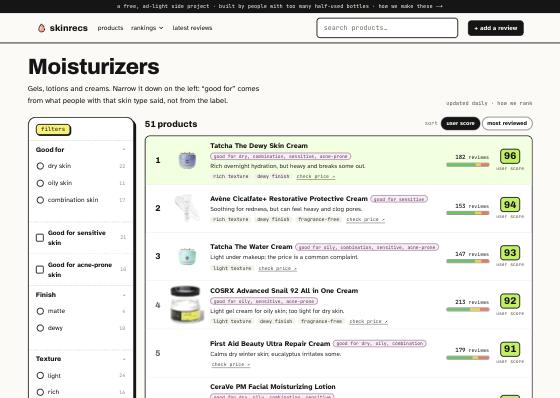 a free, ad-light side project · built by people with too many half-used bottles · how we make these ⟶
skinrecs
products
rankings
latest reviews
search products...
+ add a review
Moisturizers
Gels, lotions and creams. Narrow it down on the left: “good for” comes
from what people with that skin type said, not from the label.
updated daily · how we rank
filters
51 products
sort
user score
most reviewed
Good for -
dry skin 22
oily skin 11
combination skin 17
Good for sensitive skin 21
Good for acne-prone skin 10
Finish -
matte 6
dewy 18
Texture -
light 24
rich 16
1
Tatcha The Dewy Skin Cream
good for dry, combination, sensitive, acne-prone
Rich overnight hydration, but heavy and breaks some out.
rich texture dewy finish check price ↗
182 reviews
96
user score
2
Avène Cicalfate+ Restorative Protective Cream good for sensitive
Soothing for redness, but can feel heavy and clog pores.
rich texture dewy finish fragrance-free check price ↗
153 reviews
94
user score
3
Tatcha The Water Cream good for oily, combination, sensitive, acne-prone
Light under makeup; the price is a common complaint.
light texture check price ↗
147 reviews
93
user score
4
COSRX Advanced Snail 92 All in One Cream
good for oily, sensitive, acne-prone
Light gel cream for oily skin; too light for dry skin.
light texture dewy finish fragrance-free check price ↗
213 reviews
92
user score
5
First Aid Beauty Ultra Repair Cream good for dry, oily, combination
Calms dry winter skin; eucalyptus irritates some.
check price ↗
179 reviews
91
user score
CeraVe PM Facial Moisturizing Lotion
good for dry, oily, combination, sensitive